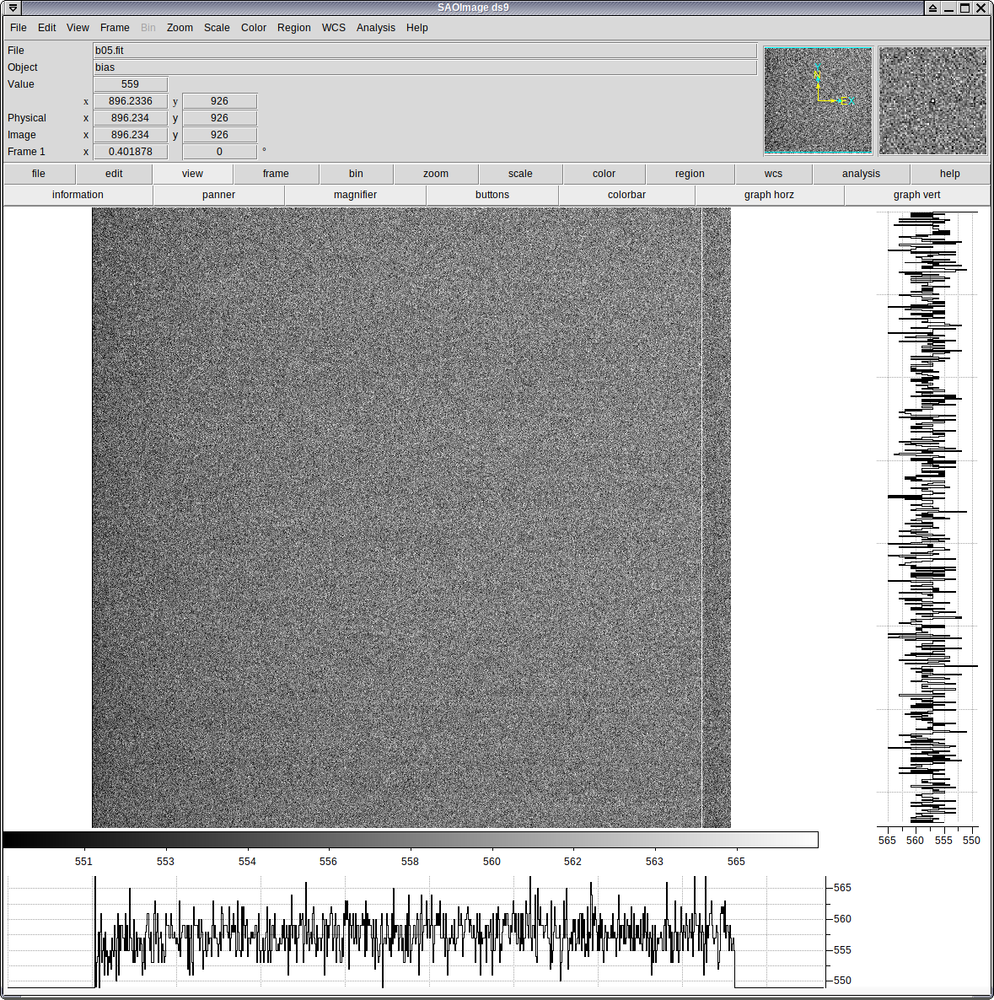 SAOImage ds9
File Edit View Frame Bin Zoom Scale Color Region WCS Analysis Help
File b05.fit
Object bias
Value 559
x 896.2336 y 926
Physical x 896.234 y 926
Image x 896.234 y 926
Frame 1 x 0.401878 0 °
Y
N
E X
file edit view frame bin zoom scale color region wcs analysis help
information panner magnifier buttons colorbar graph horz graph vert
565 560 555 550
551 553 554 556 558 560 562 563 565
565
560
555
550